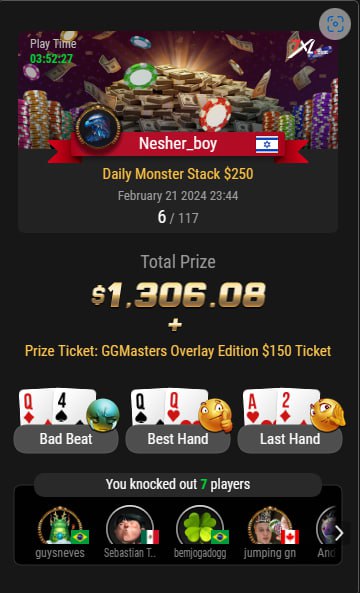 Play Time
03:52:27
XL
Nesher_boy
Daily Monster Stack $250
February 21 2024 23:44
6 / 117
Total Prize
$1,306.08
+
Prize Ticket: GGMasters Overlay Edition $150 Ticket
Q 4 Q Q A 2
Bad Beat Best Hand Last Hand
You knocked out 7 players
guysneves Sebastian T... bemjogadogg jumping gn And